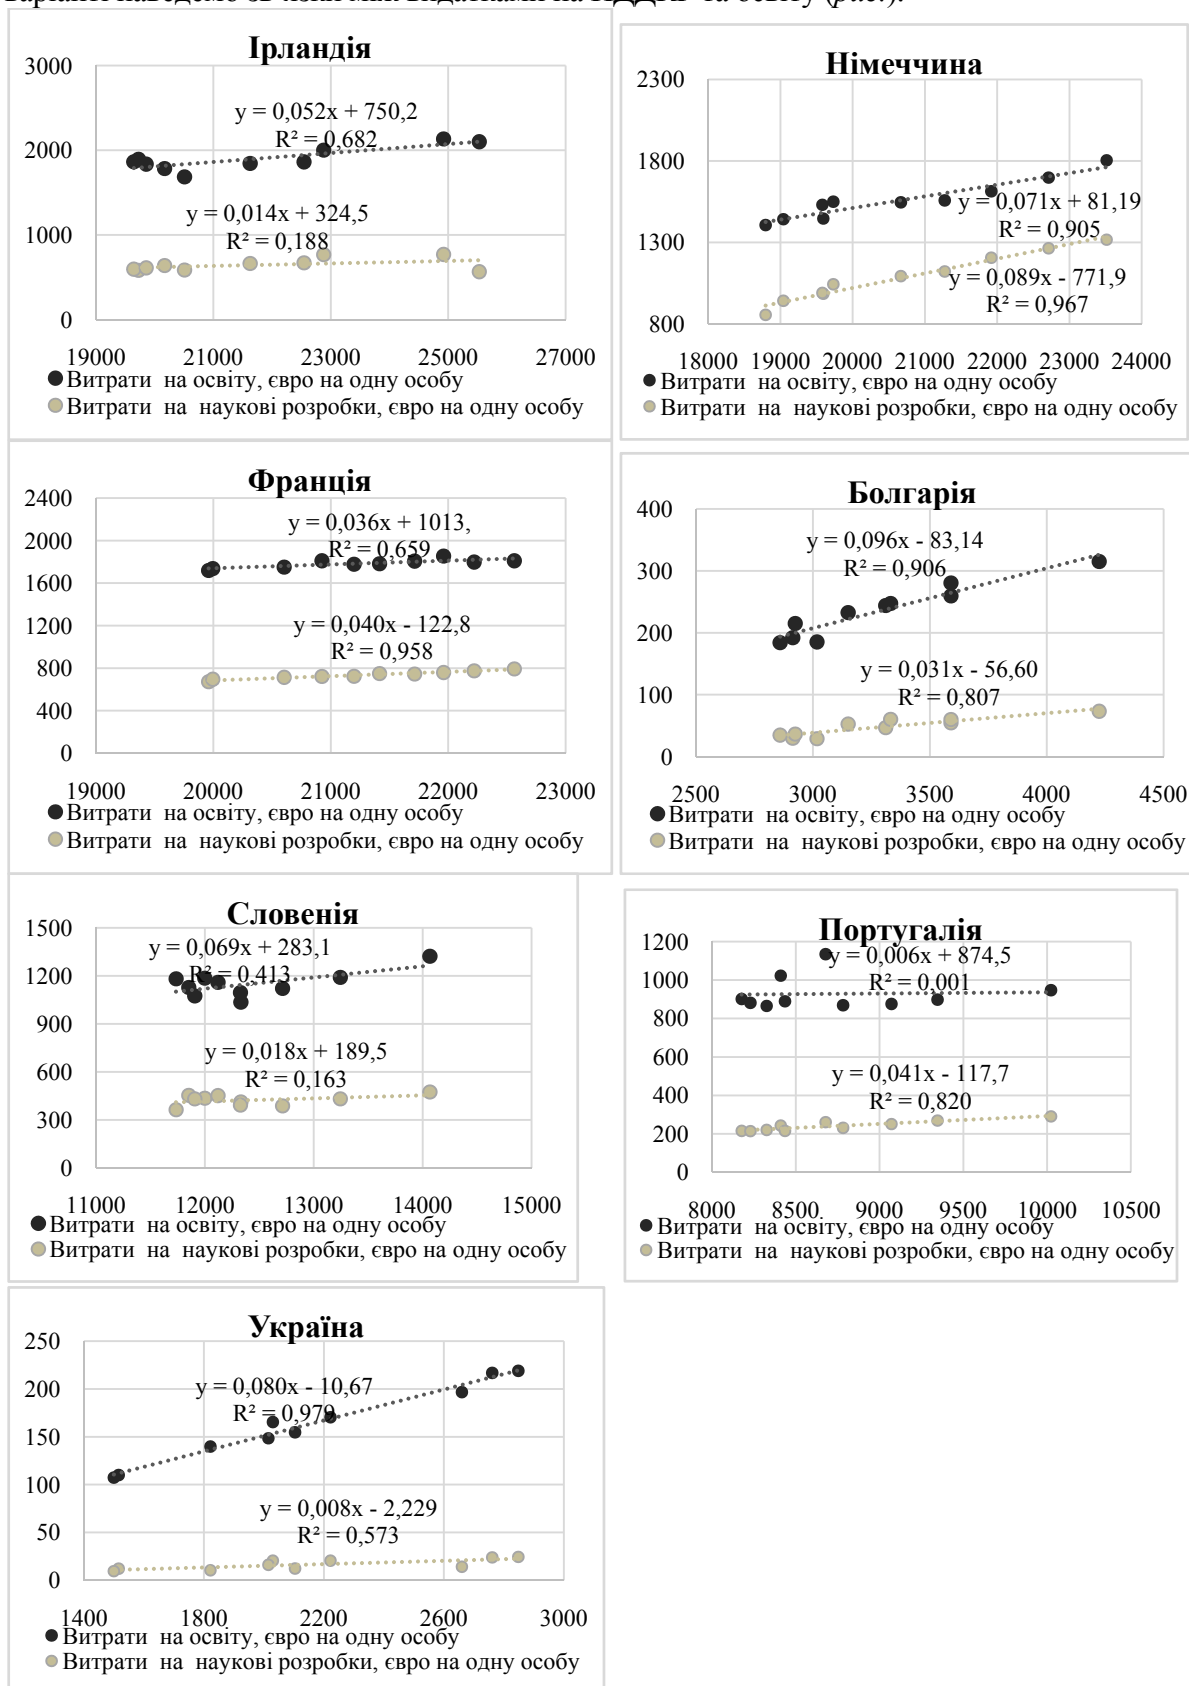 Ірландія
3000
2000
1000
0
y = 0,052x + 750,2
R² = 0,682
y = 0,014x + 324,5
R² = 0,188
19000 21000 23000 25000 27000
Витрати на освіту, євро на одну особу
Витрати на наукові розробки, євро на одну особу
Німеччина
2300
1800
1300
800
y = 0,071x + 81,19
R² = 0,905
y = 0,089x - 771,9
R² = 0,967
18000 19000 20000 21000 22000 23000 24000
Витрати на освіту, євро на одну особу
Витрати на наукові розробки, євро на одну особу
Франція
2400
2000
1600
1200
800
400
0
y = 0,036x + 1013,
R² = 0,659
y = 0,040x - 122,8
R² = 0,958
19000 20000 21000 22000 23000
Витрати на освіту, євро на одну особу
Витрати на наукові розробки, євро на одну особу
Болгарія
400
300
200
100
0
y = 0,096x - 83,14
R² = 0,906
y = 0,031x - 56,60
R² = 0,807
2500 3000 3500 4000 4500
Витрати на освіту, євро на одну особу
Витрати на наукові розробки, євро на одну особу
Словенія
1500
1200
900
600
300
0
y = 0,069x + 283,1
R² = 0,413
y = 0,018x + 189,5
R² = 0,163
11000 12000 13000 14000 15000
Витрати на освіту, євро на одну особу
Витрати на наукові розробки, євро на одну особу
Португалія
1200
1000
800
600
400
200
0
y = 0,006x + 874,5
R² = 0,001
y = 0,041x - 117,7
R² = 0,820
8000 8500 9000 9500 10000 10500
Витрати на освіту, євро на одну особу
Витрати на наукові розробки, євро на одну особу
Україна
250
200
150
100
50
0
y = 0,080x - 10,67
R² = 0,979
y = 0,008x - 2,229
R² = 0,573
1400 1800 2200 2600 3000
Витрати на освіту, євро на одну особу
Витрати на наукові розробки, євро на одну особу